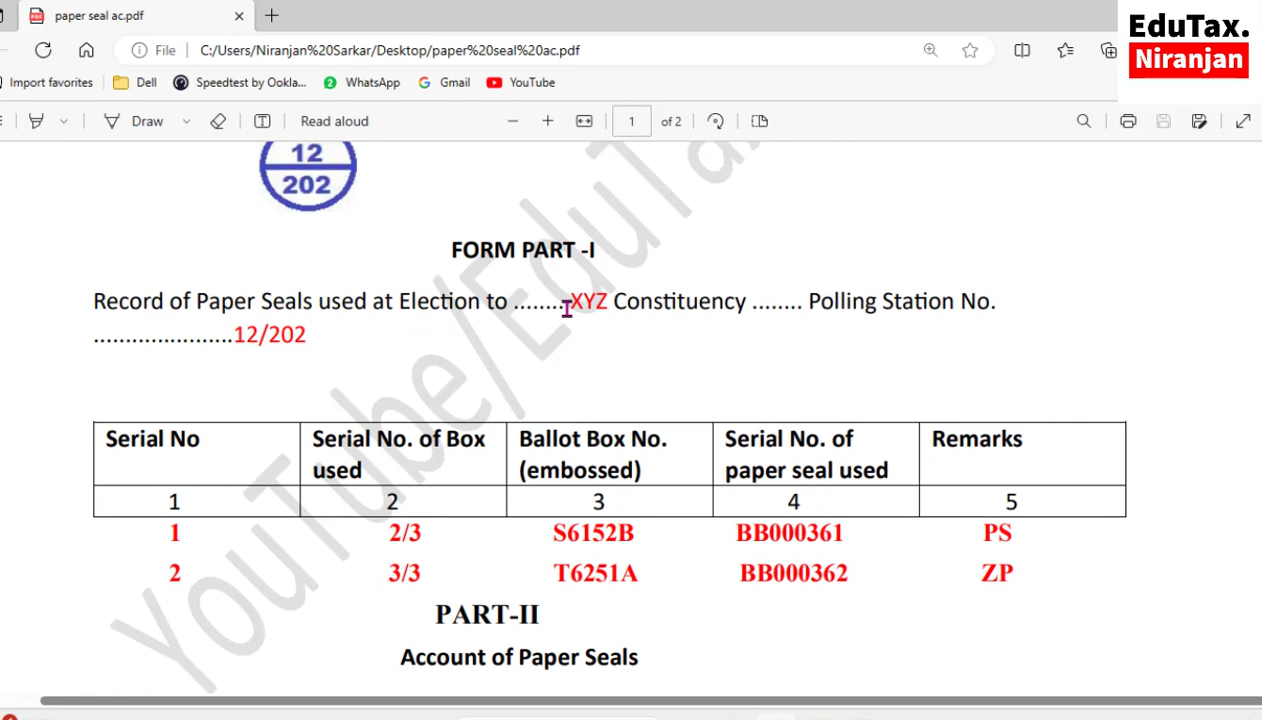 paper seal ac.pdf
EduTax.
Niranjan
File C:/Users/Niranjan%20Sarkar/Desktop/paper%20seal%20ac.pdf
Import favorites Dell Speedtest by Ookla... 2 WhatsApp Gmail YouTube
Draw Read aloud 1 of 2
12
202
FORM PART -I
Record of Paper Seals used at Election to .........XYZ Constituency ........ Polling Station No.
......................12/202
Serial No Serial No. of Box used Ballot Box No. (embossed) Serial No. of paper seal used Remarks
1 2 3 4 5
1 2/3 S6152B BB000361 PS
2 3/3 T6251A BB000362 ZP
PART-II
Account of Paper Seals
YouTube/EduTax